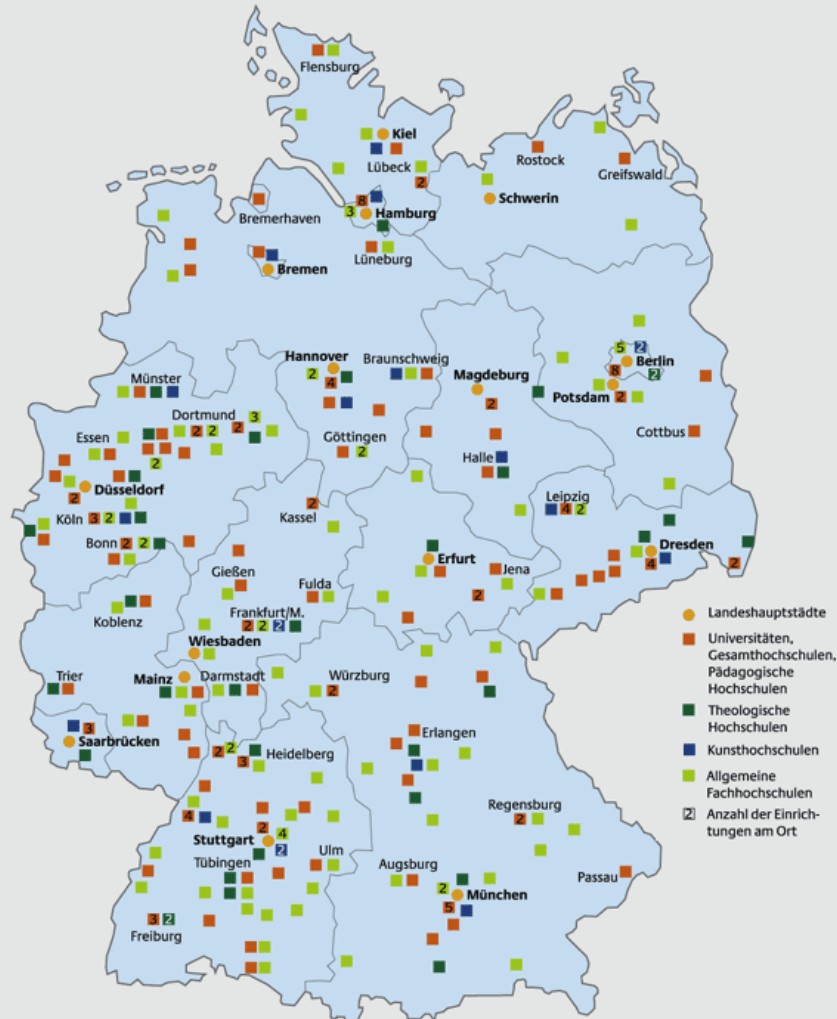 Flensburg
Kiel
Lübeck
2
Rostock
Greifswald
Schwerin
8
3
Hamburg
Bremerhaven
Lüneburg
Bremen
Hannover
2
4
Braunschweig
Magdeburg
2
5
2
Berlin
8
2
Potsdam
2
Münster
Dortmund
3
2
2
2
Essen
2
Göttingen
2
Halle
Cottbus
Düsseldorf
2
Köln
3
2
Kassel
2
Leipzig
4
2
Bonn
2
2
Erfurt
Jena
2
Dresden
4
2
Gießen
Fulda
Koblenz
Frankfurt/M.
2
2
2
Wiesbaden
Trier
Mainz
Darmstadt
Würzburg
2
3
Saarbrücken
2
2
3
Heidelberg
Erlangen
4
2
4
Stuttgart
2
Regensburg
2
Tübingen
Ulm
Augsburg
2
München
5
Passau
3
2
Freiburg
Landeshauptstädte
Universitäten,
Gesamthochschulen,
Pädagogische
Hochschulen
Theologische
Hochschulen
Kunsthochschulen
Allgemeine
Fachhochschulen
2
Anzahl der Einrich-
tungen am Ort